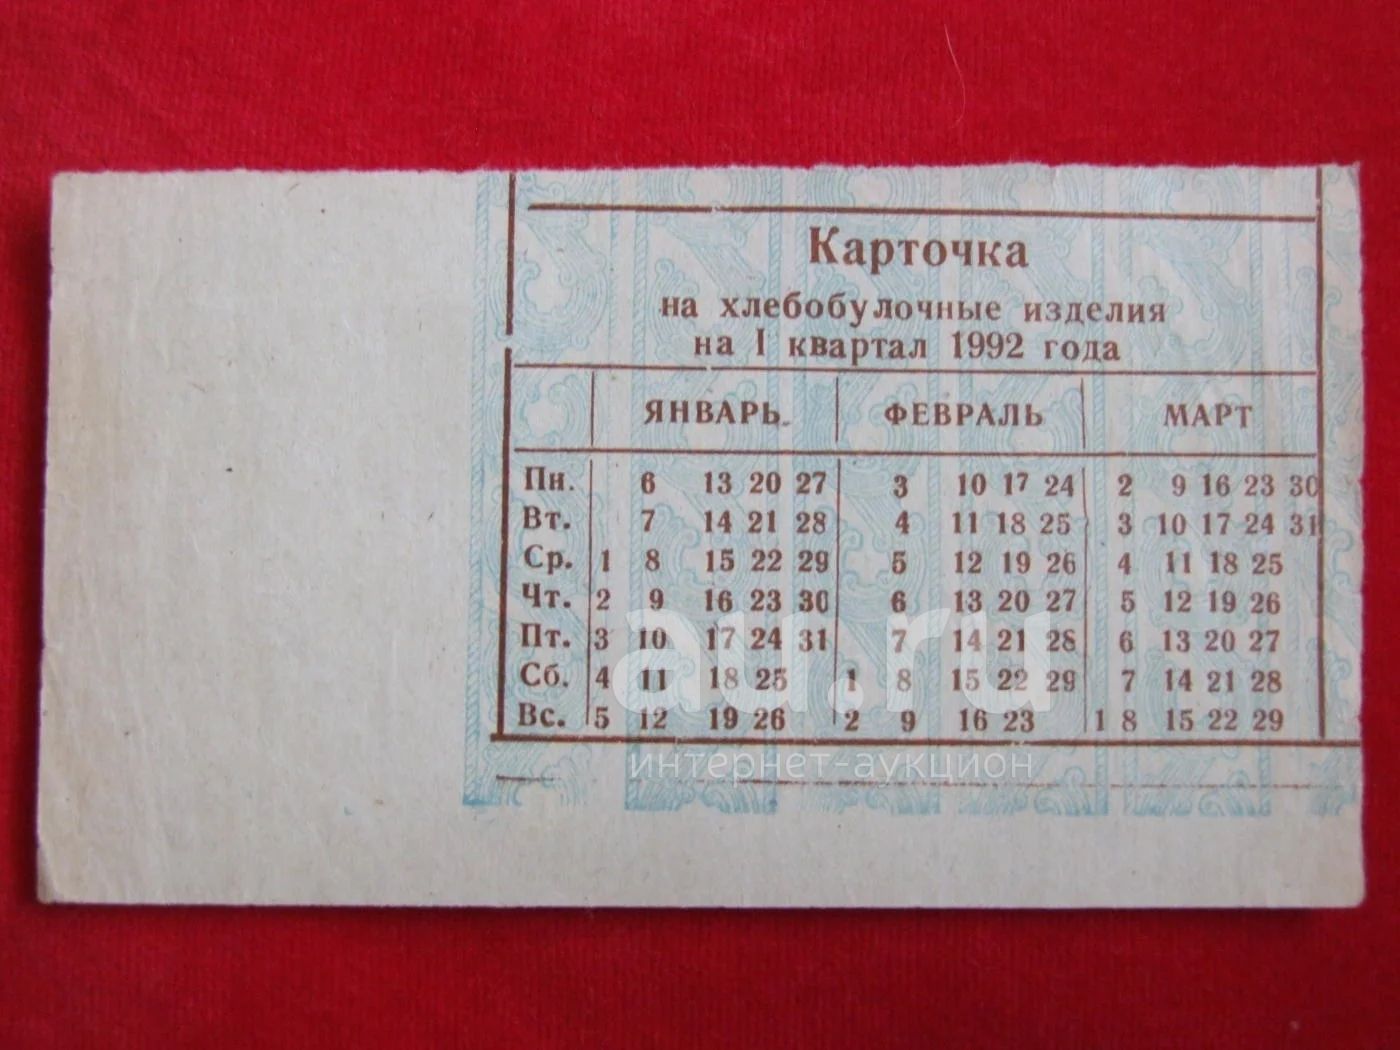 Карточка
на хлебобулочные изделия
на I квартал 1992 года
ЯНВАРЬ. ФЕВРАЛЬ МАРТ
Пн. 6 13 20 27 3 10 17 24 2 9 16 23 30
Вт. 7 14 21 28 4 11 18 25 3 10 17 24 31
Ср. 1 8 15 22 29 5 12 19 26 4 11 18 25
Чт. 2 9 16 23 30 6 13 20 27 5 12 19 26
Пт. 3 10 17 24 31 7 14 21 28 6 13 20 27
Сб. 4 11 18 25 1 8 15 22 29 7 14 21 28
Вс. 5 12 19 26 2 9 16 23 1 8 15 22 29
au.ru
интернет-аукцион